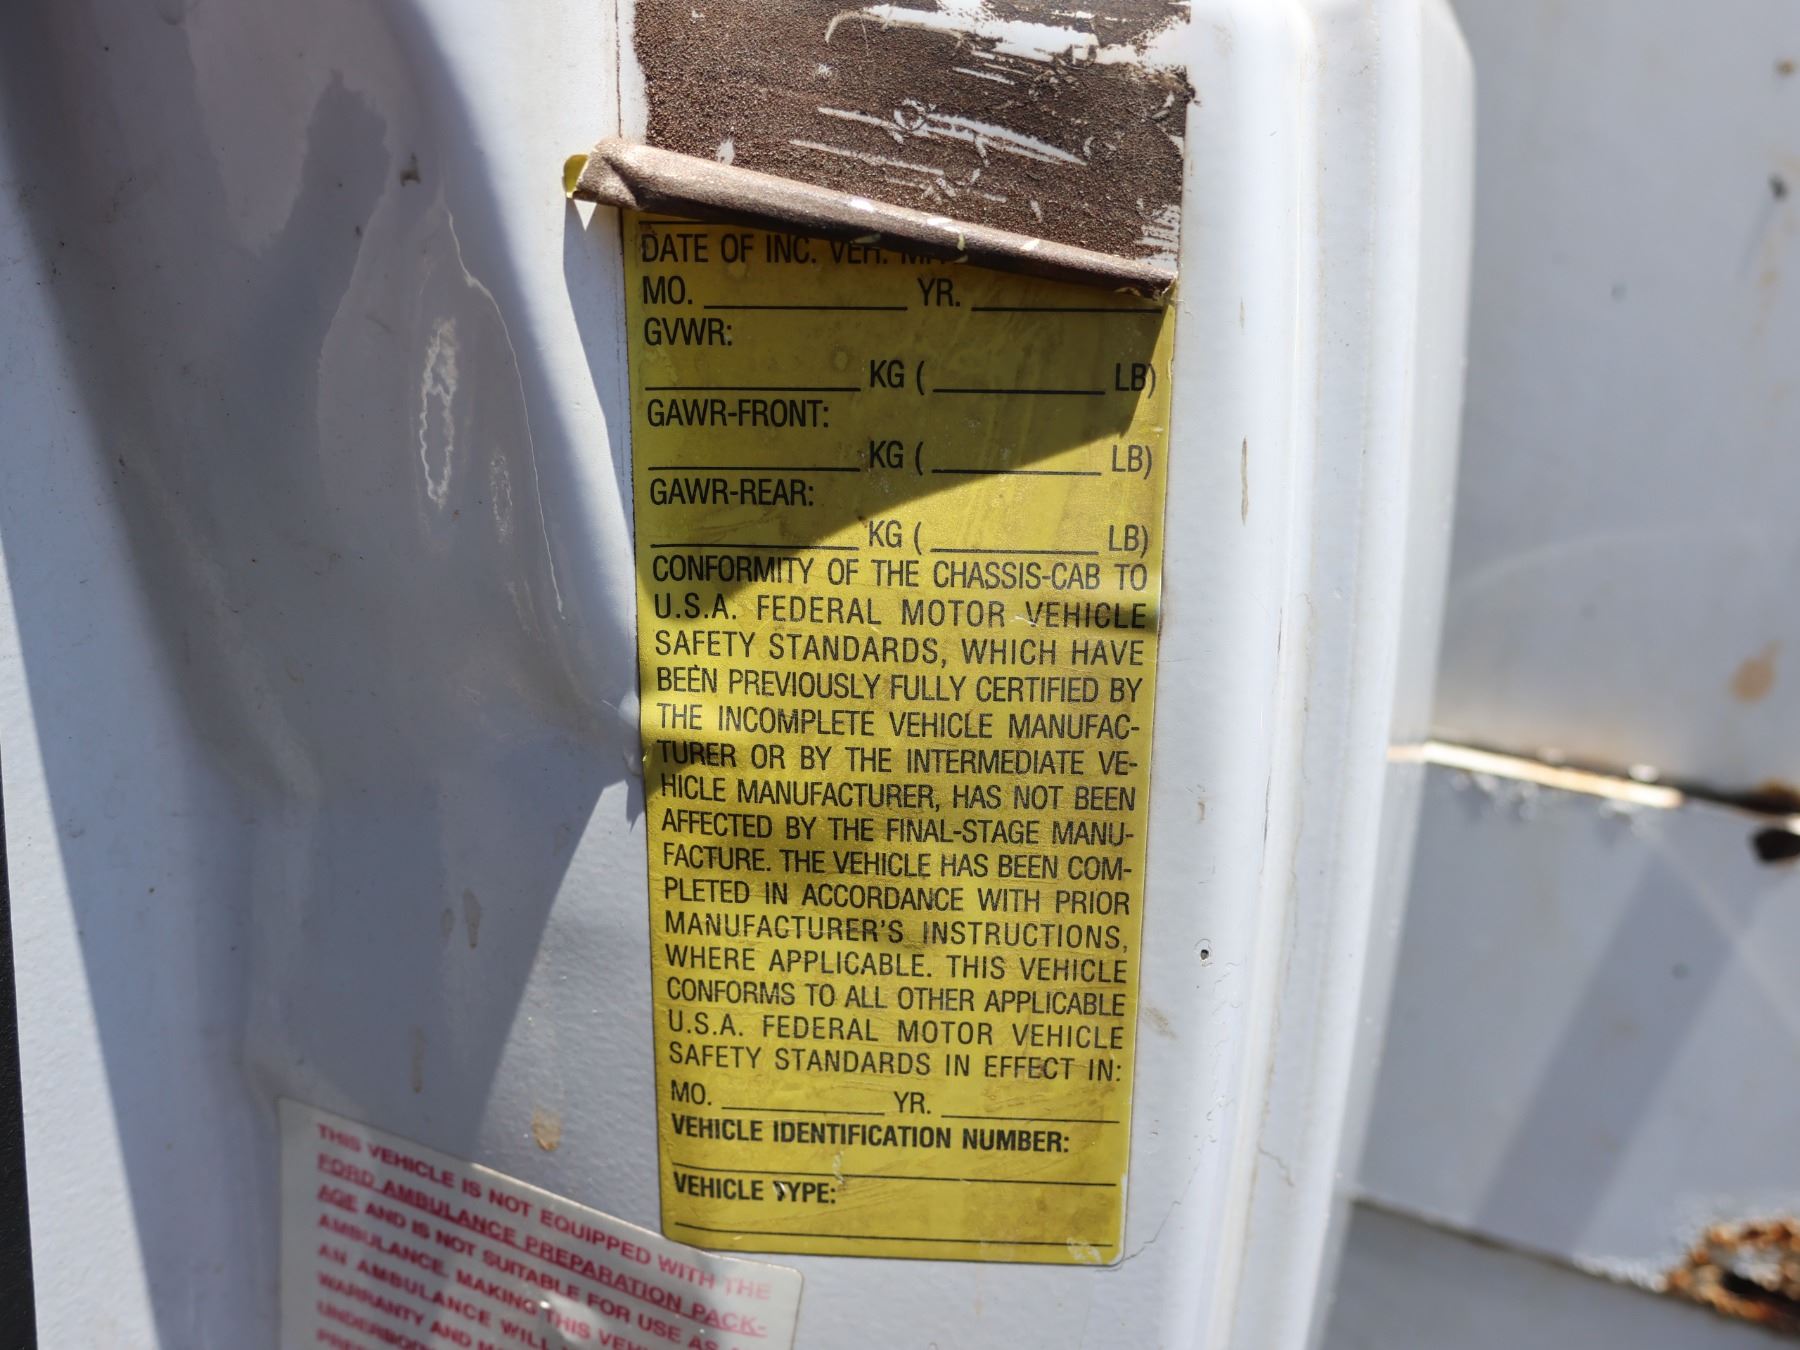 DATE OF INC. VEH.
MO. YR.
GVWR:
KG ( LB)
GAWR-FRONT:
KG ( LB)
GAWR-REAR:
KG ( LB)
CONFORMITY OF THE CHASSIS-CAB TO
U.S.A. FEDERAL MOTOR VEHICLE
SAFETY STANDARDS, WHICH HAVE
BEEN PREVIOUSLY FULLY CERTIFIED BY
THE INCOMPLETE VEHICLE MANUFAC-
TURER OR BY THE INTERMEDIATE VE-
HICLE MANUFACTURER, HAS NOT BEEN
AFFECTED BY THE FINAL-STAGE MANU-
FACTURE. THE VEHICLE HAS BEEN COM-
PLETED IN ACCORDANCE WITH PRIOR
MANUFACTURER'S INSTRUCTIONS,
WHERE APPLICABLE. THIS VEHICLE
CONFORMS TO ALL OTHER APPLICABLE
U.S.A. FEDERAL MOTOR VEHICLE
SAFETY STANDARDS IN EFFECT IN:
MO. YR.
VEHICLE IDENTIFICATION NUMBER:
VEHICLE TYPE:
THIS VEHICLE IS NOT EQUIPPED WITH THE
FORD AMBULANCE PREPARATION PACK-
AGE AND IS NOT SUITABLE FOR USE AS
AMBULANCE. MAKING THIS
AN AMBULANCE WILL
WARRANTY AND